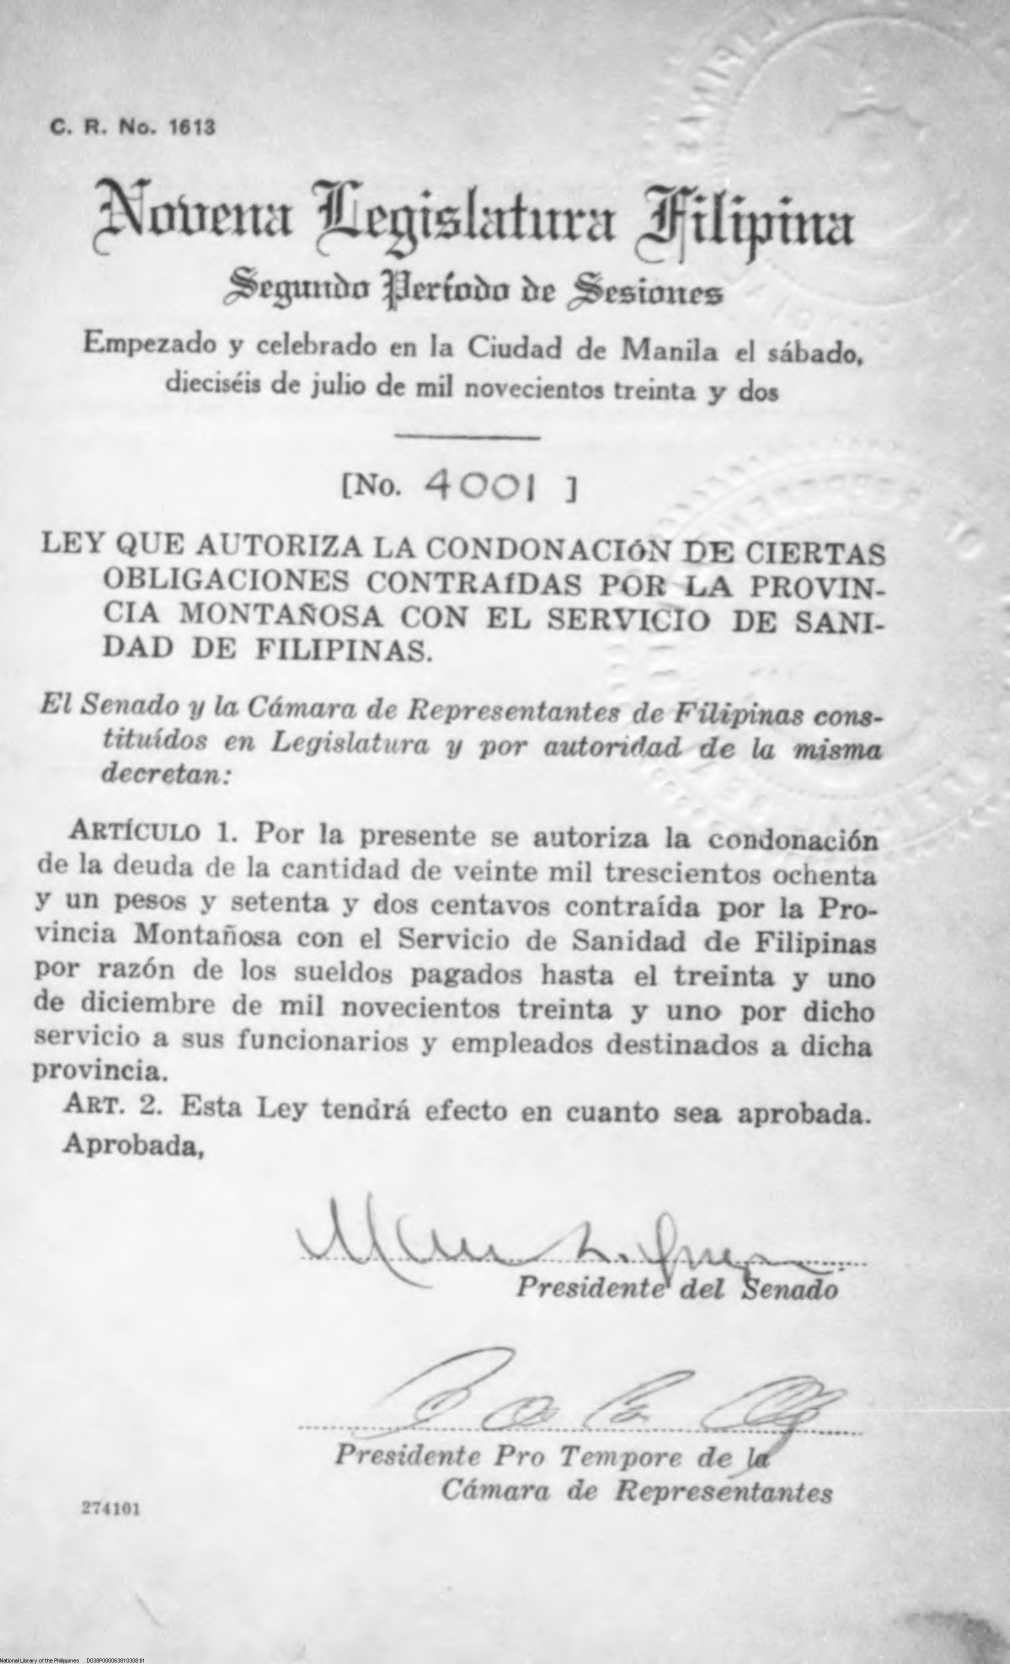 C. R. No. 1613
Novena Legislatura Filipina
Segundo Período de Sesiones
Empezado y celebrado en la Ciudad de Manila el sábado,
dieciséis de julio de mil novecientos treinta y dos
[No. 4001 ]
LEY QUE AUTORIZA LA CONDONACIóN DE CIERTAS
OBLIGACIONES CONTRAíDAS POR LA PROVIN-
CIA MONTAÑOSA CON EL SERVICIO DE SANI-
DAD DE FILIPINAS.
El Senado y la Cámara de Representantes de Filipinas cons-
tituídos en Legislatura y por autoridad de la misma
decretan:
ARTÍCULO 1. Por la presente se autoriza la condonación
de la deuda de la cantidad de veinte mil trescientos ochenta
y un pesos y setenta y dos centavos contraída por la Pro-
vincia Montañosa con el Servicio de Sanidad de Filipinas
por razón de los sueldos pagados hasta el treinta y uno
de diciembre de mil novecientos treinta y uno por dicho
servicio a sus funcionarios y empleados destinados a dicha
provincia.
ART. 2. Esta Ley tendrá efecto en cuanto sea aprobada.
Aprobada,
Presidente del Senado
Presidente Pro Tempore de la
Cámara de Representantes
274101
National Library of the Philippines